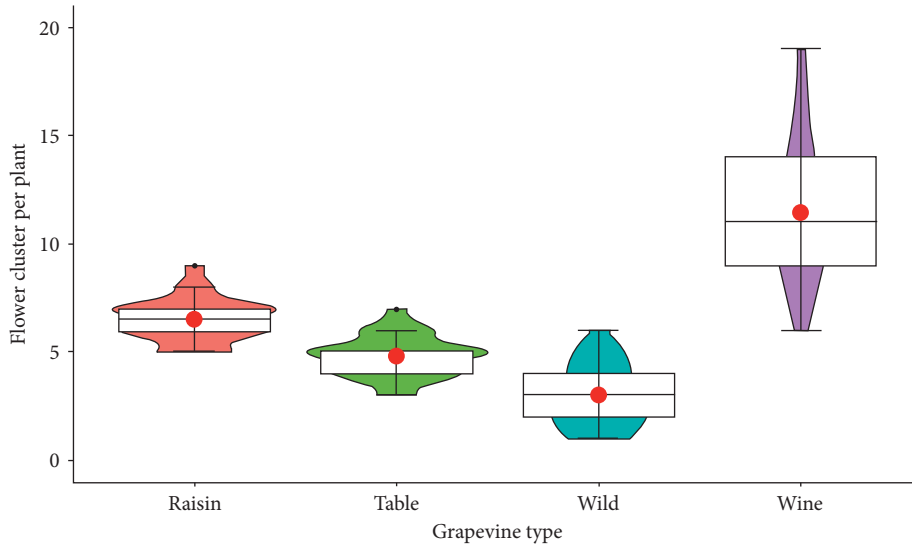 Flower cluster per plant
20
15
10
5
0
Raisin
Table
Wild
Wine
Grapevine type